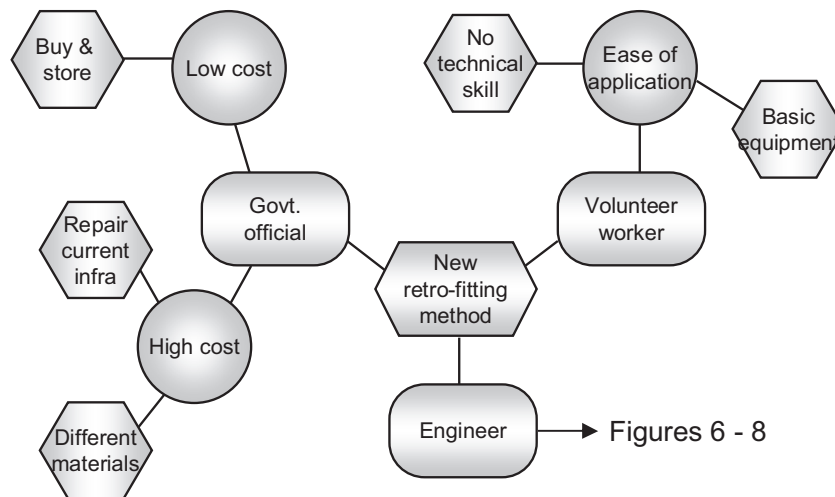 Buy &
store
Low cost
No
technical
skill
Ease of
application
Basic
equipment
Govt.
official
Volunteer
worker
Repair
current
infra
New
retro-fitting
method
High cost
Different
materials
Engineer
Figures 6 - 8